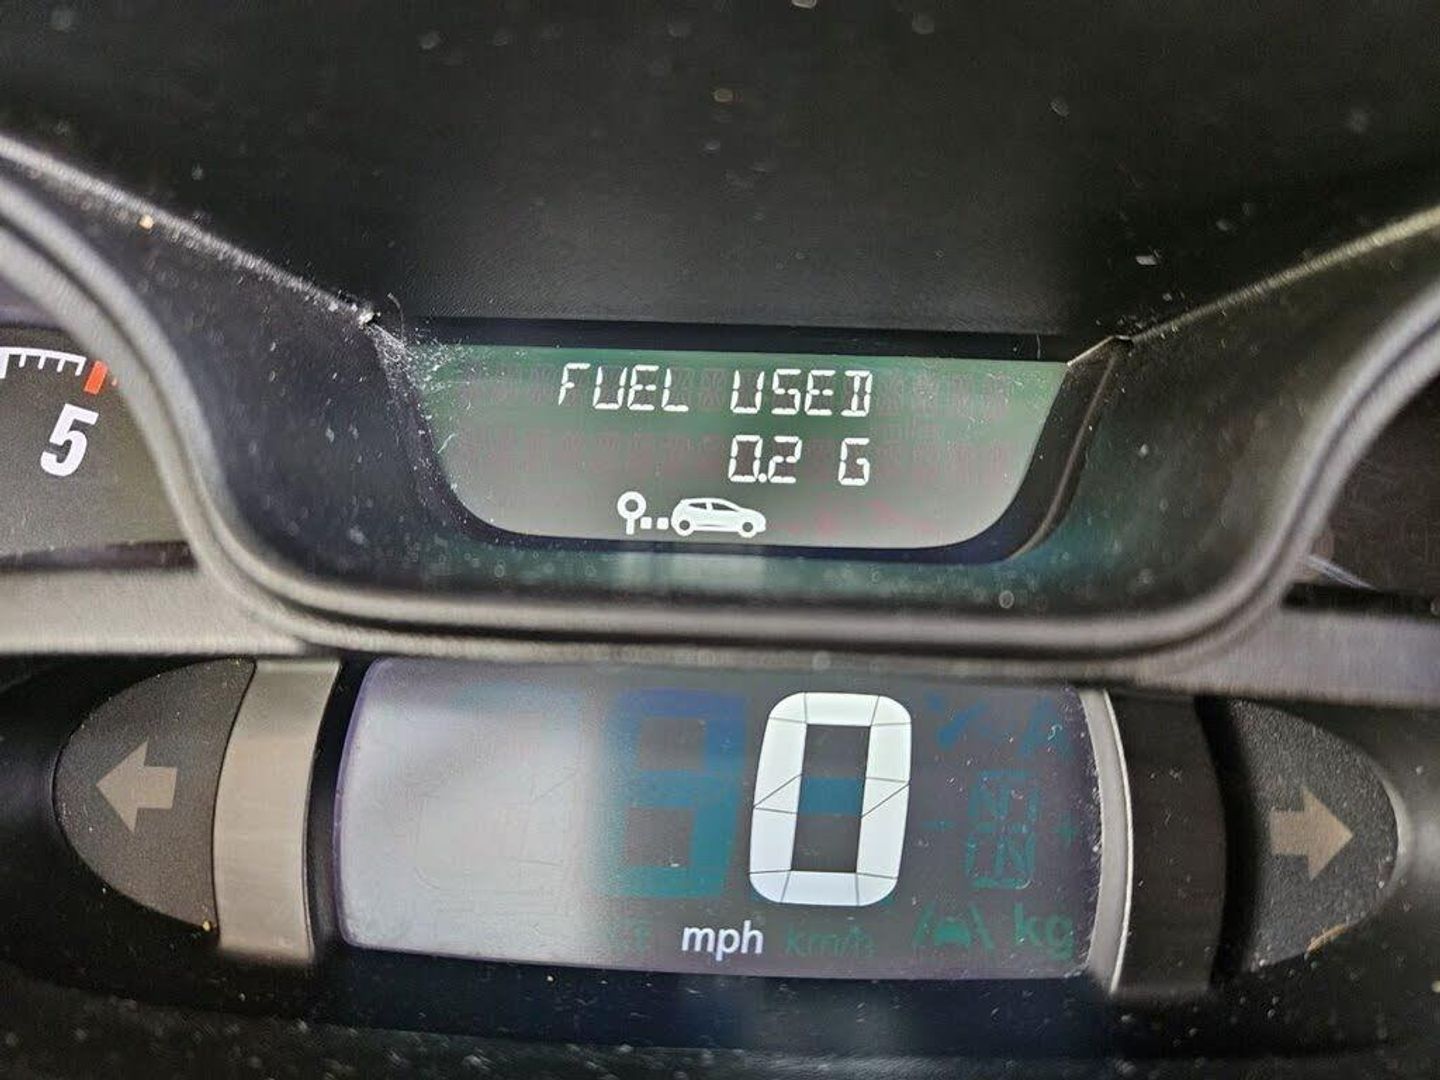 FUEL USED
0.2 G
5
0
mph km/h
kg